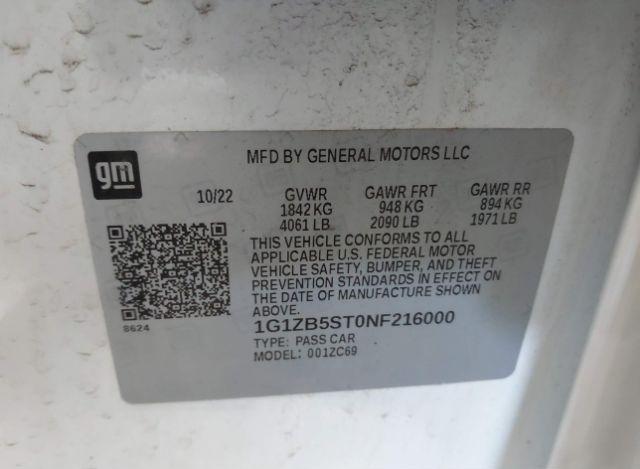 gm
MFD BY GENERAL MOTORS LLC
10/22 GVWR GAWR FRT GAWR RR
1842 KG 948 KG 894 KG
4061 LB 2090 LB 1971 LB
THIS VEHICLE CONFORMS TO ALL
APPLICABLE U.S. FEDERAL MOTOR
VEHICLE SAFETY, BUMPER, AND THEFT
PREVENTION STANDARDS IN EFFECT ON
THE DATE OF MANUFACTURE SHOWN
ABOVE.
8624
1G1ZB5ST0NF216000
TYPE: PASS CAR
MODEL: 001ZC69